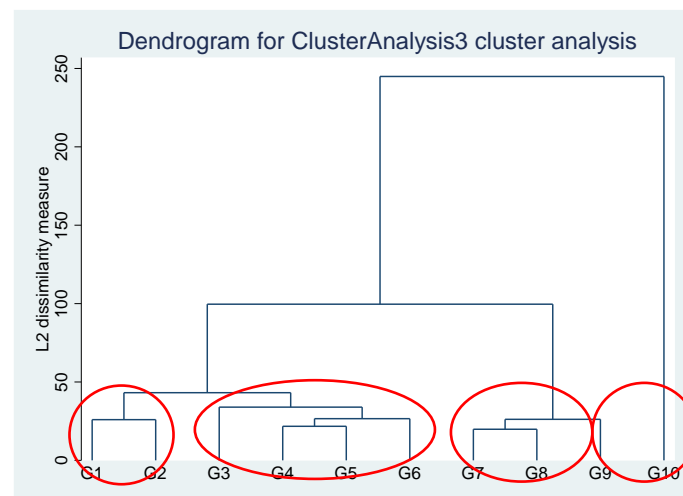 Dendrogram for ClusterAnalysis3 cluster analysis
L2 dissimilarity measure
250
200
150
100
50
0
G1 G2 G3 G4 G5 G6 G7 G8 G9 G10